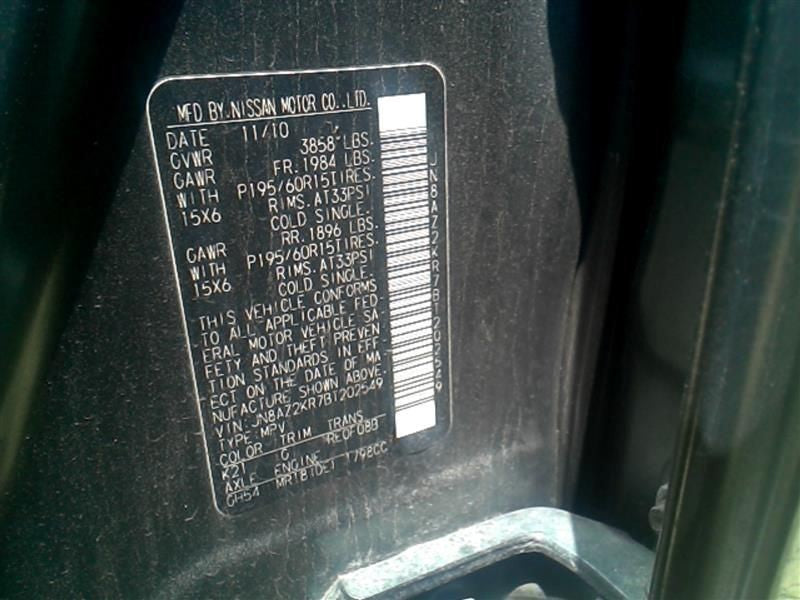 MFD BY.NISSAN MOTOR CO.,LTD.
DATE 11/10
GVWR 3858 LBS.
GAWR FR. 1984 LBS.
WITH P195/60R15TIRES.
15X6 RIMS. AT33PSI
COLD SINGLE.
GAWR RR. 1896 LBS.
WITH P195/60R15TIRES.
15X6 RIMS. AT33PSI
COLD SINGLE.
THIS VEHICLE CONFORMS
TO ALL APPLICABLE FED-
ERAL MOTOR VEHICLE SA
FETY AND THEFT PREVEN
TION STANDARDS IN EFF
ECT ON THE DATE OF MA
NUFACTURE SHOWN ABOVE.
VIN:JN8AZ2KR7BT202549
TYPE:MPV
COLOR TRIM TRANS
K21 G RE0F08B
AXLE ENGINE
GH54 MR18(DE) 1798CC
JN8AZ2KR7BT202549